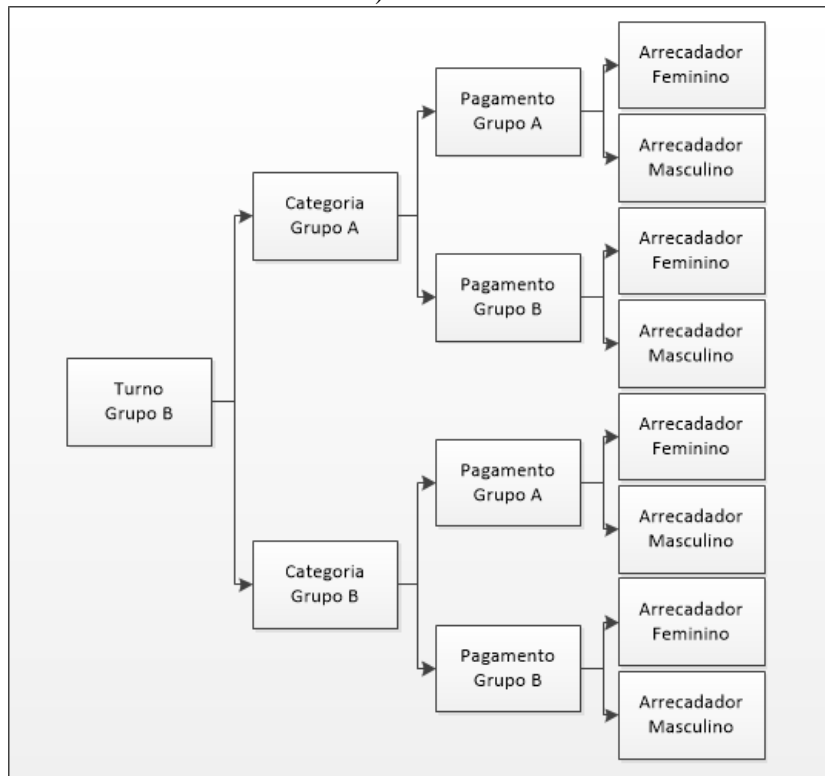 )
Arrecadador
Feminino
Pagamento
Grupo A
Arrecadador
Masculino
Categoria
Grupo A
Arrecadador
Feminino
Pagamento
Grupo B
Arrecadador
Masculino
Turno
Grupo B
Arrecadador
Feminino
Pagamento
Grupo A
Arrecadador
Masculino
Categoria
Grupo B
Arrecadador
Feminino
Pagamento
Grupo B
Arrecadador
Masculino